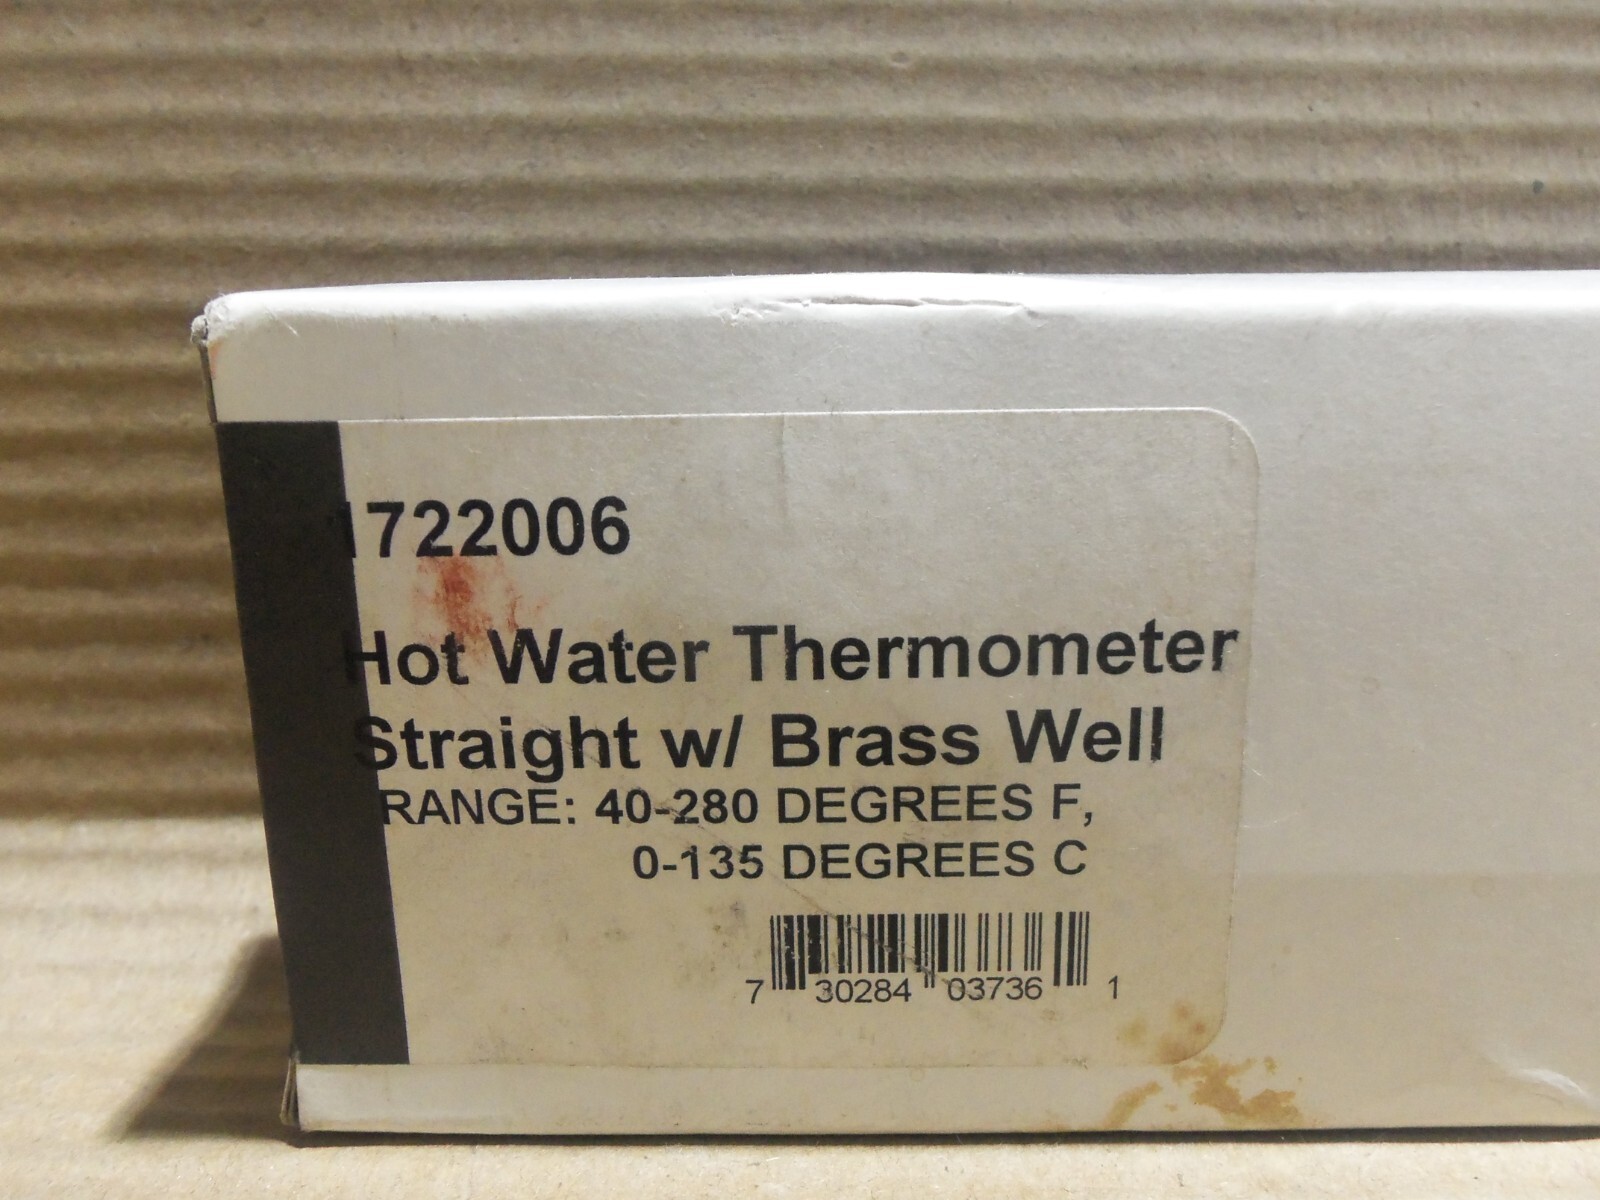 1722006
Hot Water Thermometer
Straight w/ Brass Well
RANGE: 40-280 DEGREES F,
0-135 DEGREES C
7 30284 03736 1